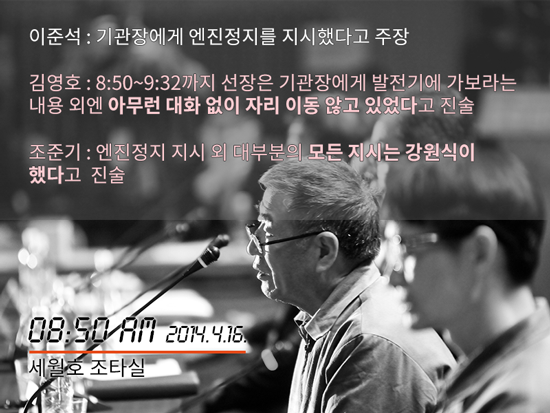 이준석 : 기관장에게 엔진정지를 지시했다고 주장
김영호 : 8:50~9:32까지 선장은 기관장에게 발전기에 가보라는
내용 외엔 아무런 대화 없이 자리 이동 않고 있었다고 진술
조준기 : 엔진정지 지시 외 대부분의 모든 지시는 강원식이
했다고 진술
08:50 AM 2014.4.16.
세월호 조타실